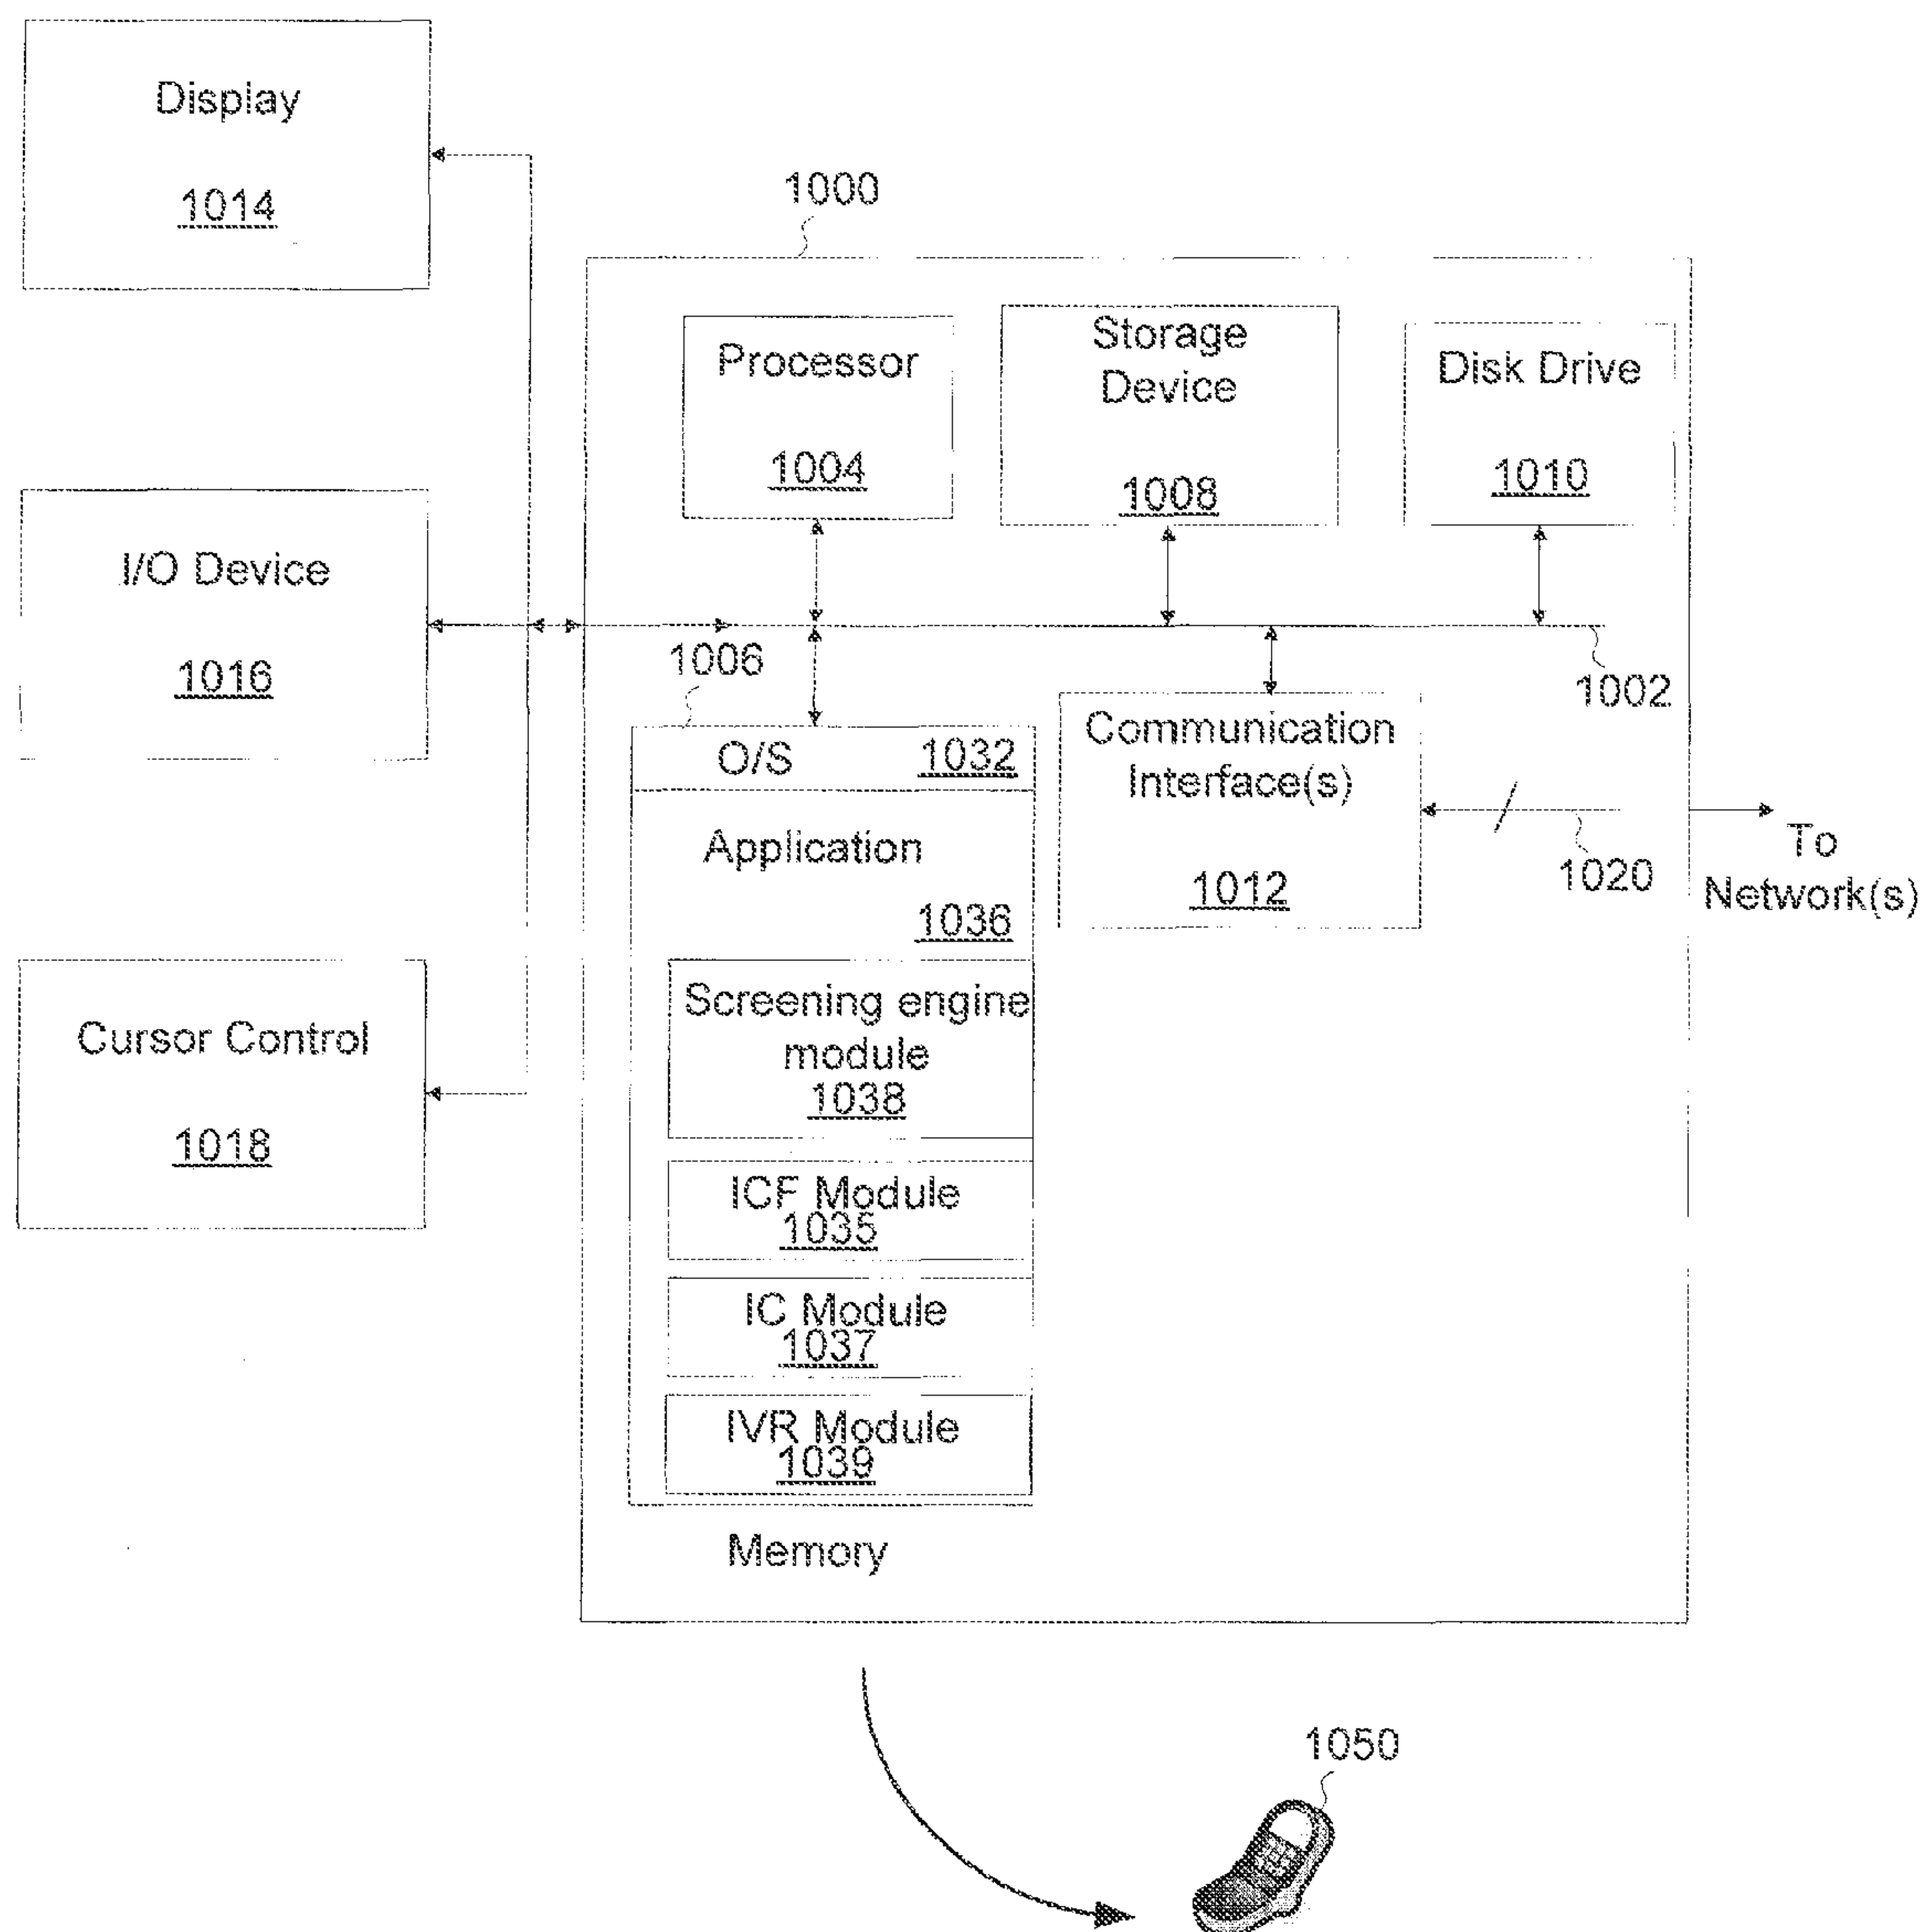 Display
1014
1000
Processor
1004
Storage
Device
1008
Disk Drive
1010
I/O Device
1016
1006
1002
O/S 1032
Application
1036
Communication
Interface(s)
1012
1020
To
Network(s)
Screening engine
module
1038
Cursor Control
1018
ICF Module
1035
IC Module
1037
IVR Module
1039
Memory
1050